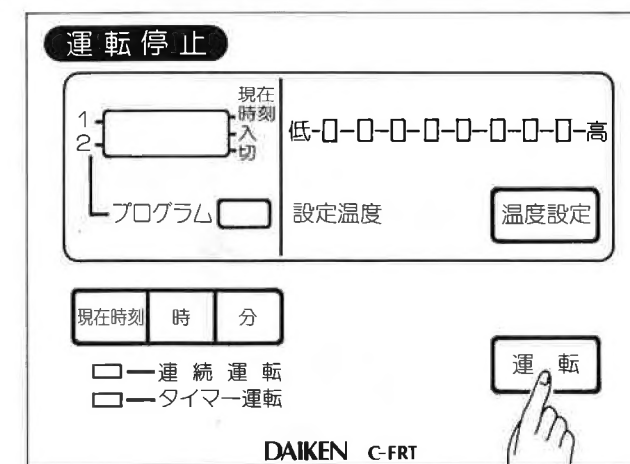 運転停止
現在
時刻
入
切
1
2
プログラム
低
高
設定温度
温度設定
現在時刻 時 分
連続運転
タイマー運転
運転
DAIKEN C-FRT